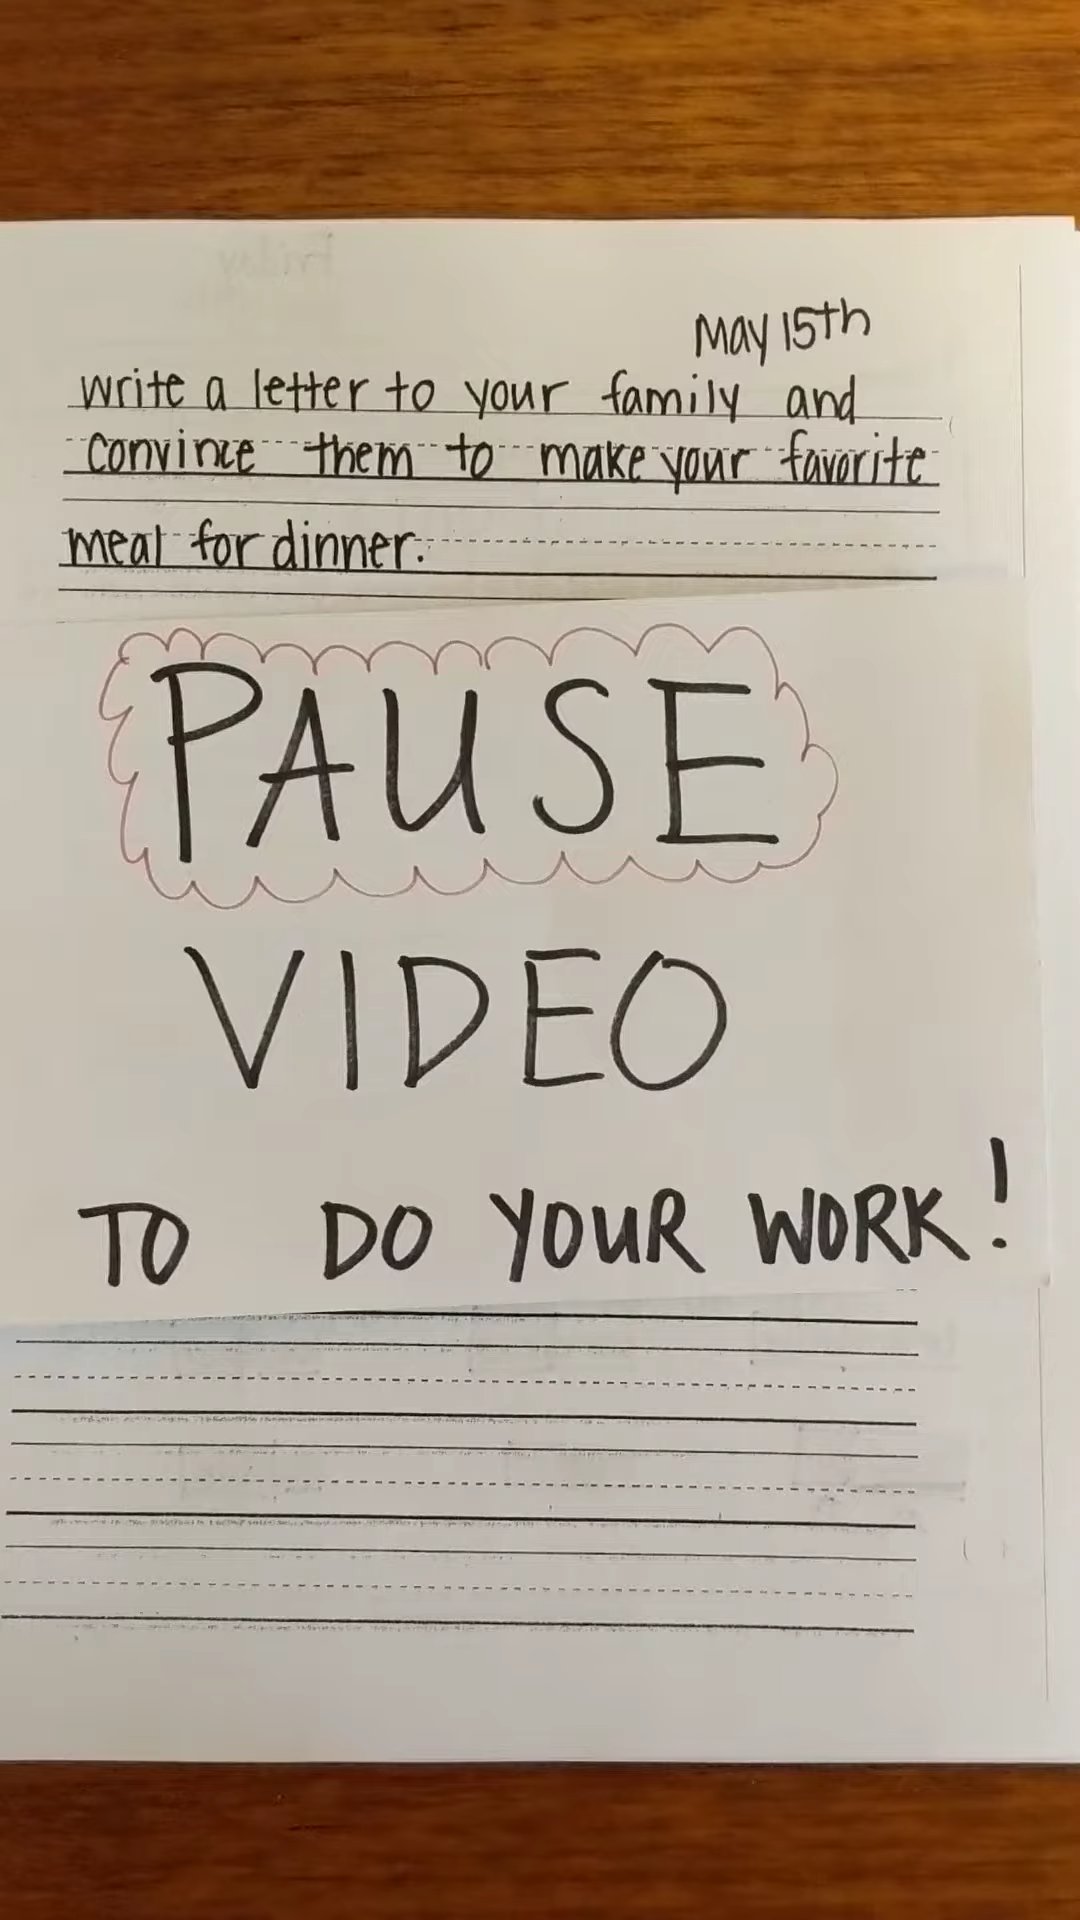 Friday
May 15th
write a letter to your family and
convince them to make your favorite
meal for dinner.
PAUSE
VIDEO
TO DO YOUR WORK!